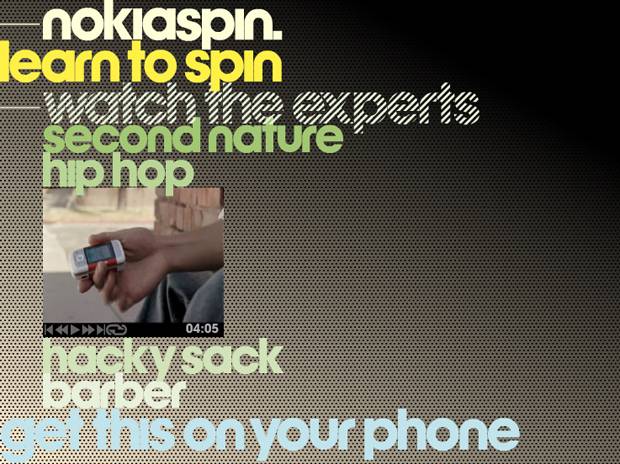 nokiaspin.
learn to spin
watch the experts
second nature
hip hop
04:05
hacky sack
barber
get this on your phone